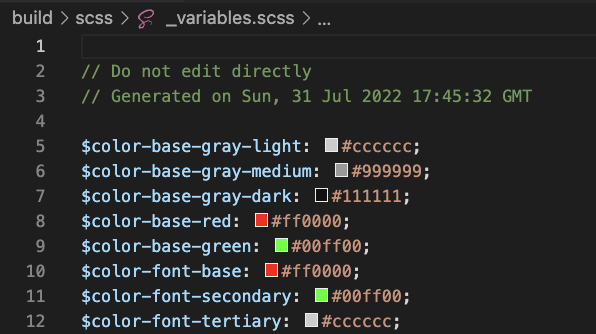 build > scss > _variables.scss > ...
1
2 // Do not edit directly
3 // Generated on Sun, 31 Jul 2022 17:45:32 GMT
4
5 $color-base-gray-light: #cccccc;
6 $color-base-gray-medium: #999999;
7 $color-base-gray-dark: #111111;
8 $color-base-red: #ff0000;
9 $color-base-green: #00ff00;
10 $color-font-base: #ff0000;
11 $color-font-secondary: #00ff00;
12 $color-font-tertiary: #cccccc;